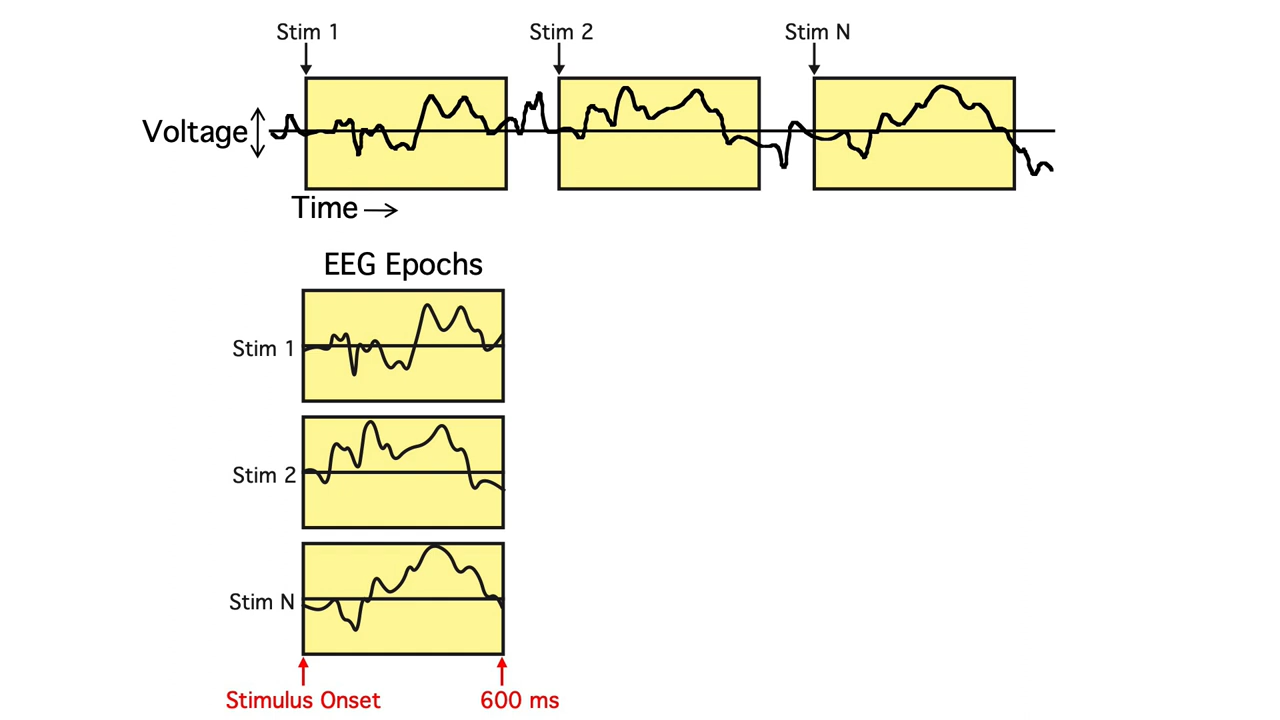 Stim 1
Stim 2
Stim N
Voltage
Time
EEG Epochs
Stim 1
Stim 2
Stim N
Stimulus Onset
600 ms